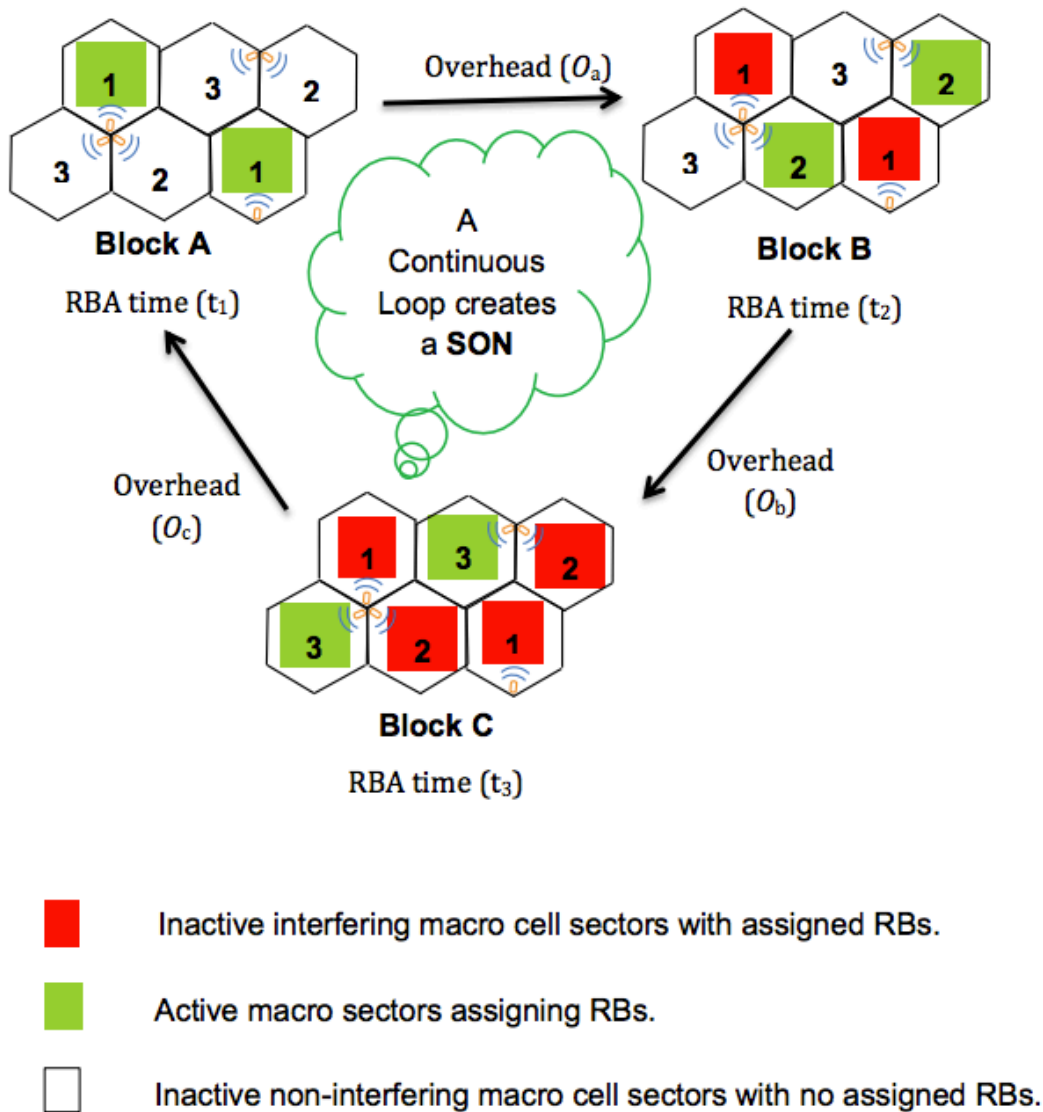 1
3
2
3
2
1
Block A
RBA time (t₁)
Overhead (Oₐ)
1
3
2
3
2
1
Block B
RBA time (t₂)
A
Continuous
Loop creates
a SON
Overhead
(O_b)
Overhead
(O_c)
1
3
2
3
2
1
Block C
RBA time (t₃)
Inactive interfering macro cell sectors with assigned RBs.
Active macro sectors assigning RBs.
Inactive non-interfering macro cell sectors with no assigned RBs.